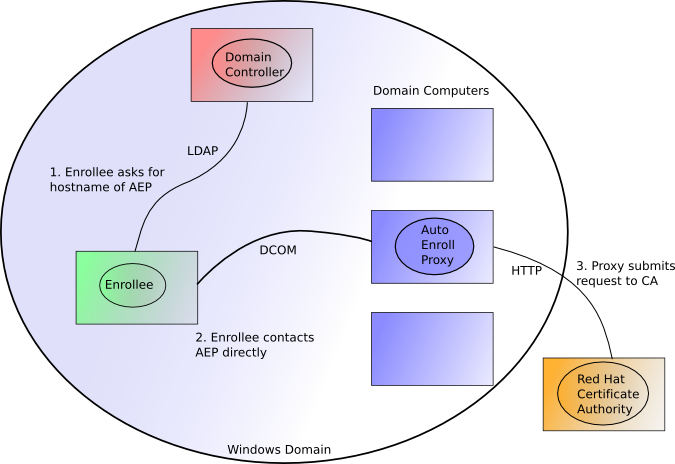 Domain
Controller
Domain Computers
LDAP
1. Enrollee asks for
hostname of AEP
Auto
Enroll
Proxy
DCOM
HTTP
3. Proxy submits
request to CA
Enrollee
2. Enrollee contacts
AEP directly
Red Hat
Certificate
Authority
Windows Domain